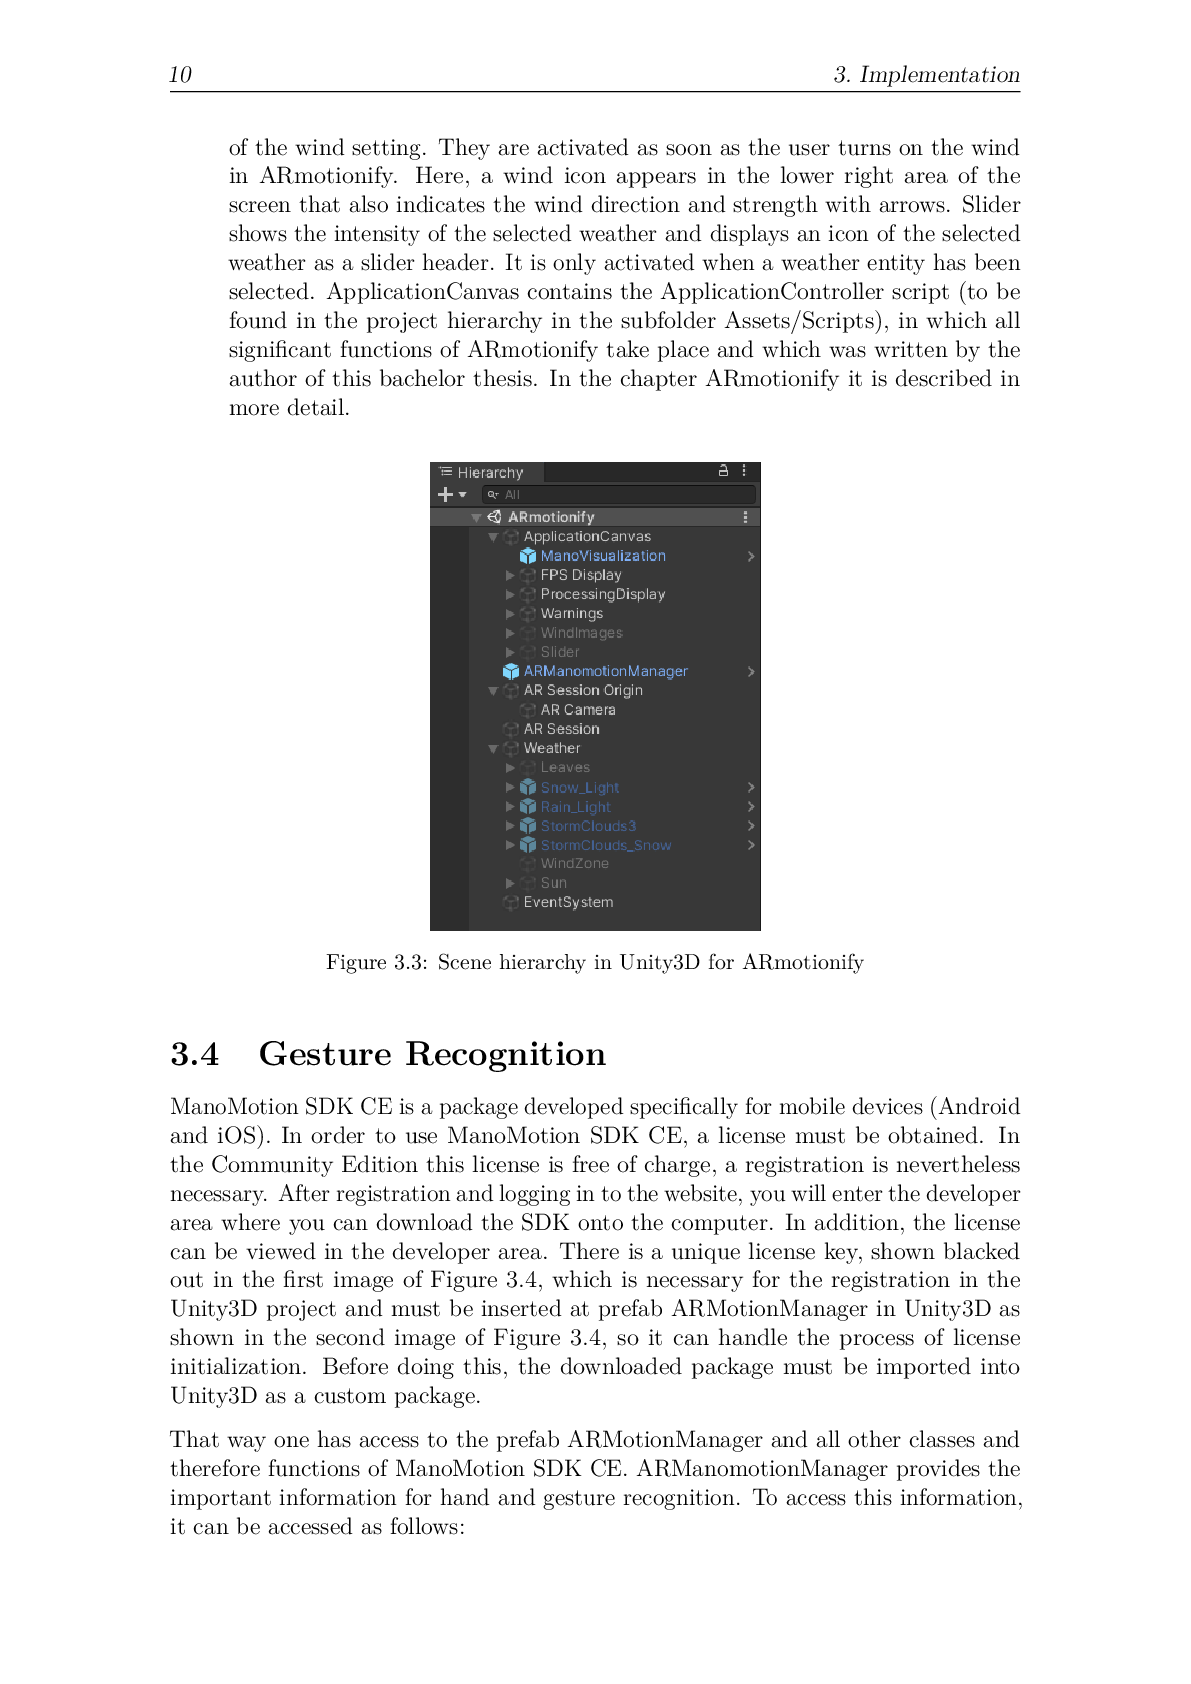 10 3. Implementation
of the wind setting. They are activated as soon as the user turns on the wind
in ARmotionify. Here, a wind icon appears in the lower right area of the
screen that also indicates the wind direction and strength with arrows. Slider
shows the intensity of the selected weather and displays an icon of the selected
weather as a slider header. It is only activated when a weather entity has been
selected. ApplicationCanvas contains the ApplicationController script (to be
found in the project hierarchy in the subfolder Assets/Scripts), in which all
significant functions of ARmotionify take place and which was written by the
author of this bachelor thesis. In the chapter ARmotionify it is described in
more detail.
Hierarchy
All
ARmotionify
ApplicationCanvas
ManoVisualization
FPS Display
ProcessingDisplay
Warnings
WindImages
Slider
ARManomotionManager
AR Session Origin
AR Camera
AR Session
Weather
Leaves
Snow_Light
Rain_Light
StormClouds3
StormClouds_Snow
WindZone
Sun
EventSystem
Figure 3.3: Scene hierarchy in Unity3D for ARmotionify
3.4 Gesture Recognition
ManoMotion SDK CE is a package developed specifically for mobile devices (Android
and iOS). In order to use ManoMotion SDK CE, a license must be obtained. In
the Community Edition this license is free of charge, a registration is nevertheless
necessary. After registration and logging in to the website, you will enter the developer
area where you can download the SDK onto the computer. In addition, the license
can be viewed in the developer area. There is a unique license key, shown blacked
out in the first image of Figure 3.4, which is necessary for the registration in the
Unity3D project and must be inserted at prefab ARMotionManager in Unity3D as
shown in the second image of Figure 3.4, so it can handle the process of license
initialization. Before doing this, the downloaded package must be imported into
Unity3D as a custom package.
That way one has access to the prefab ARMotionManager and all other classes and
therefore functions of ManoMotion SDK CE. ARManomotionManager provides the
important information for hand and gesture recognition. To access this information,
it can be accessed as follows: